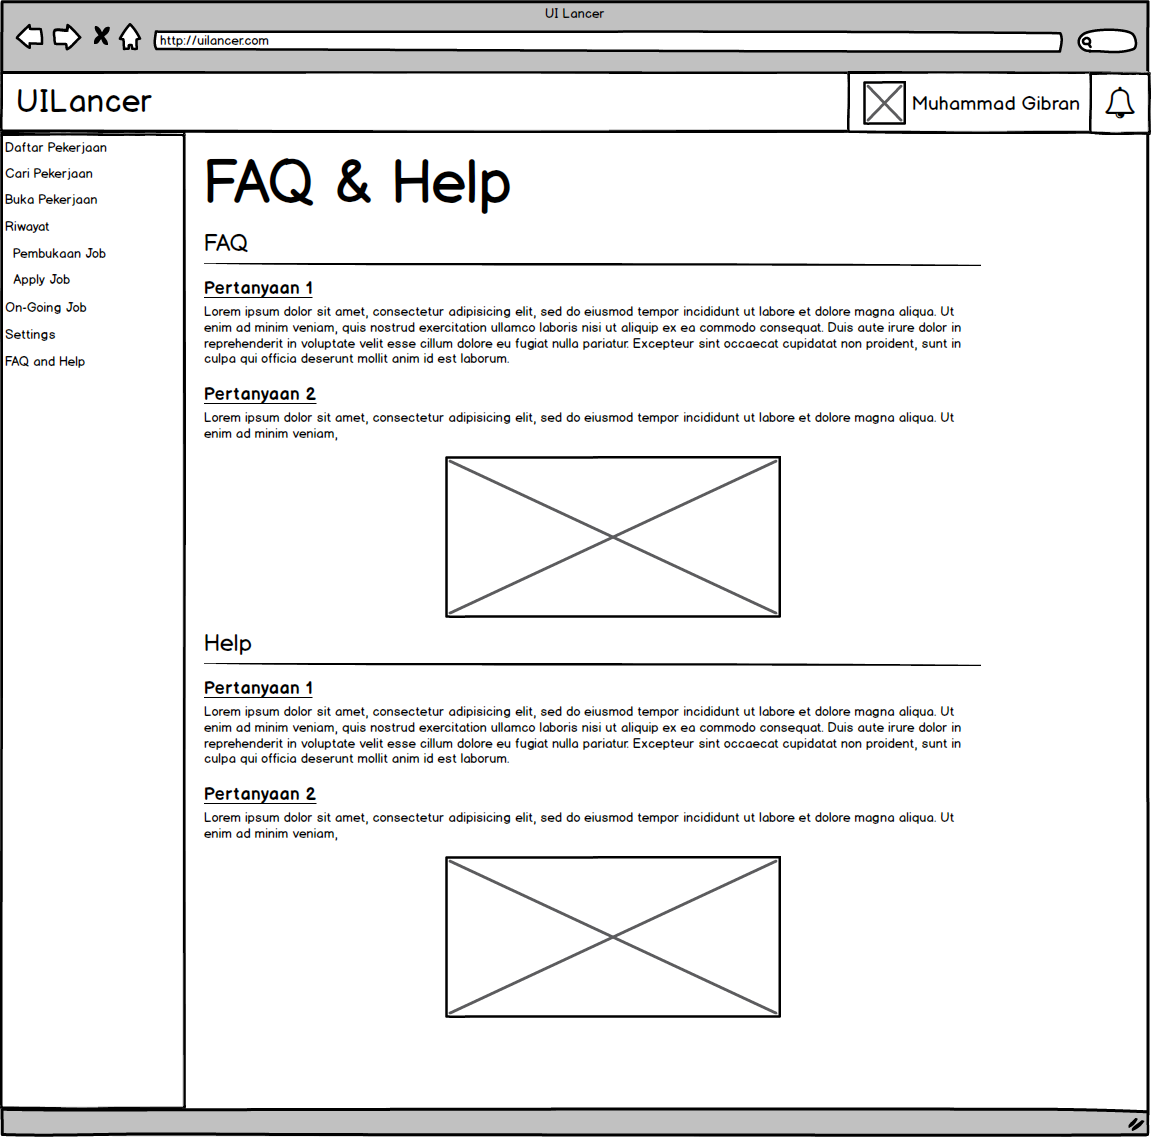 UI Lancer
http://uilancer.com
UILancer
Muhammad Gibran
Daftar Pekerjaan
Cari Pekerjaan
Buka Pekerjaan
Riwayat
Pembukaan Job
Apply Job
On-Going Job
Settings
FAQ and Help
FAQ & Help
FAQ
Pertanyaan 1
Lorem ipsum dolor sit amet, consectetur adipisicing elit, sed do eiusmod tempor incididunt ut labore et dolore magna aliqua. Ut
enim ad minim veniam, quis nostrud exercitation ullamco laboris nisi ut aliquip ex ea commodo consequat. Duis aute irure dolor in
reprehenderit in voluptate velit esse cillum dolore eu fugiat nulla pariatur. Excepteur sint occaecat cupidatat non proident, sunt in
culpa qui officia deserunt mollit anim id est laborum.
Pertanyaan 2
Lorem ipsum dolor sit amet, consectetur adipisicing elit, sed do eiusmod tempor incididunt ut labore et dolore magna aliqua. Ut
enim ad minim veniam,
Help
Pertanyaan 1
Lorem ipsum dolor sit amet, consectetur adipisicing elit, sed do eiusmod tempor incididunt ut labore et dolore magna aliqua. Ut
enim ad minim veniam, quis nostrud exercitation ullamco laboris nisi ut aliquip ex ea commodo consequat. Duis aute irure dolor in
reprehenderit in voluptate velit esse cillum dolore eu fugiat nulla pariatur. Excepteur sint occaecat cupidatat non proident, sunt in
culpa qui officia deserunt mollit anim id est laborum.
Pertanyaan 2
Lorem ipsum dolor sit amet, consectetur adipisicing elit, sed do eiusmod tempor incididunt ut labore et dolore magna aliqua. Ut
enim ad minim veniam,